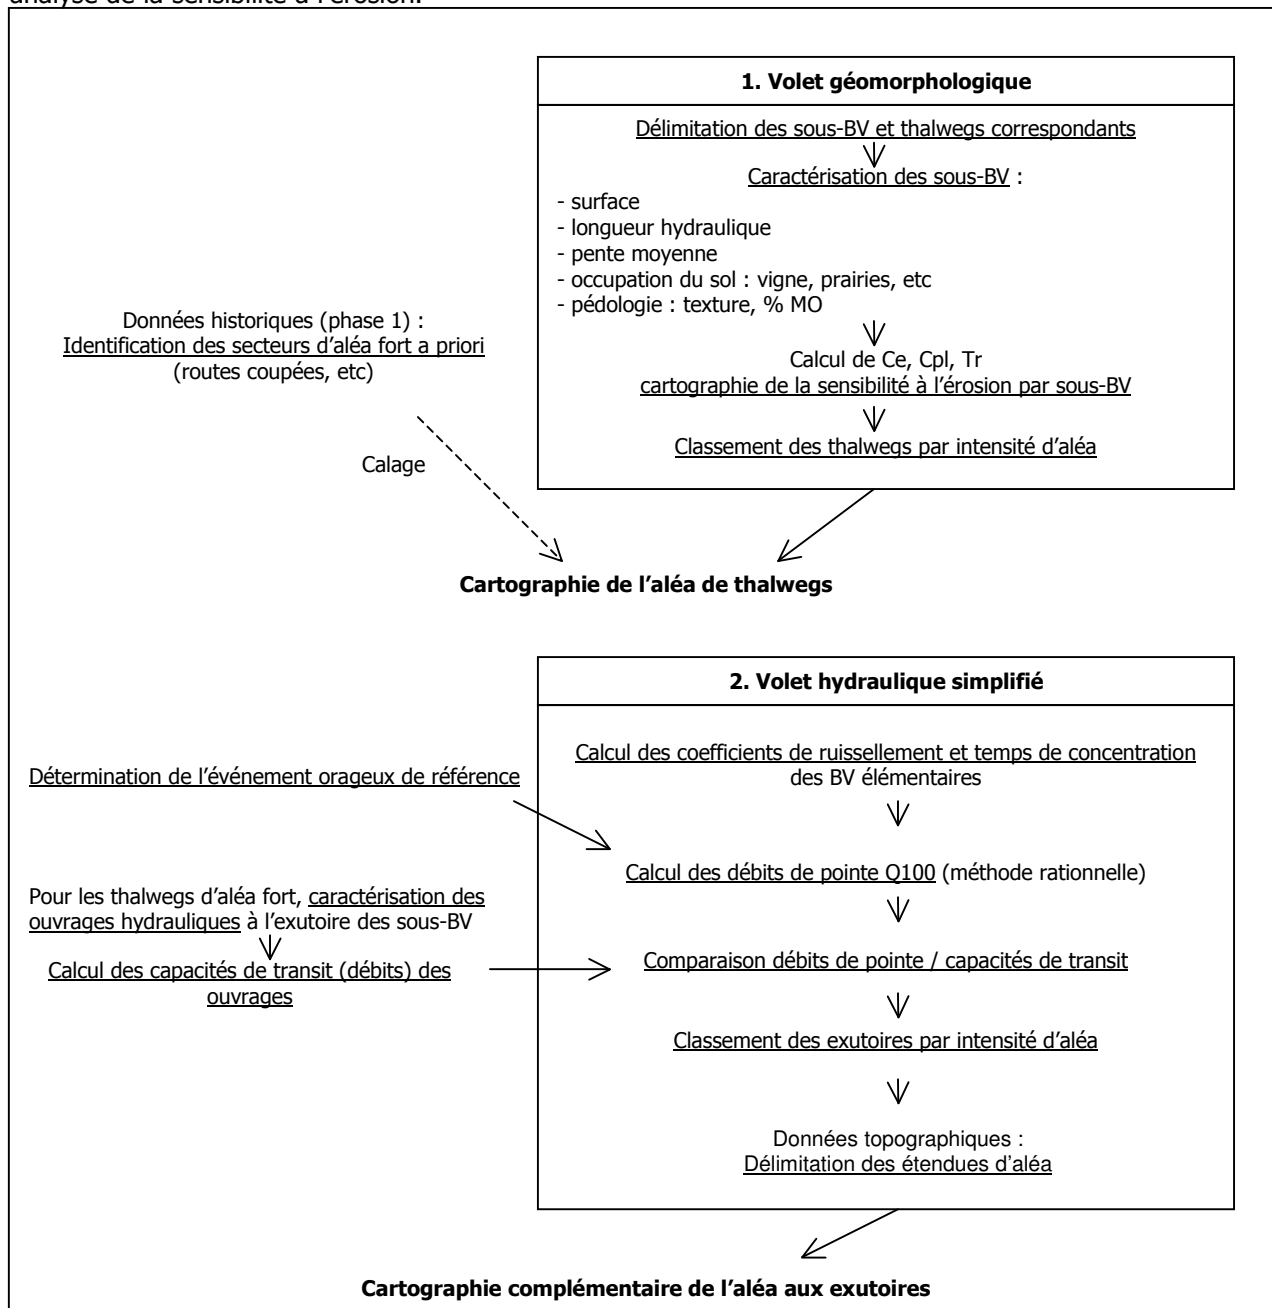 analyse de la sensibilité à l'érosion.
1. Volet géomorphologique
Délimitation des sous-BV et thalwegs correspondants
Caractérisation des sous-BV :
- surface
- longueur hydraulique
- pente moyenne
- occupation du sol : vigne, prairies, etc
- pédologie : texture, % MO
Données historiques (phase 1) :
Identification des secteurs d'aléa fort a priori
(routes coupées, etc)
Calcul de Ce, Cpl, Tr
cartographie de la sensibilité à l'érosion par sous-BV
Classement des thalwegs par intensité d'aléa
Calage
Cartographie de l'aléa de thalwegs
2. Volet hydraulique simplifié
Calcul des coefficients de ruissellement et temps de concentration
des BV élémentaires
Détermination de l'événement orageux de référence
Calcul des débits de pointe Q100 (méthode rationnelle)
Pour les thalwegs d'aléa fort, caractérisation des
ouvrages hydrauliques à l'exutoire des sous-BV
Calcul des capacités de transit (débits) des
ouvrages
Comparaison débits de pointe / capacités de transit
Classement des exutoires par intensité d'aléa
Données topographiques :
Délimitation des étendues d'aléa
Cartographie complémentaire de l'aléa aux exutoires